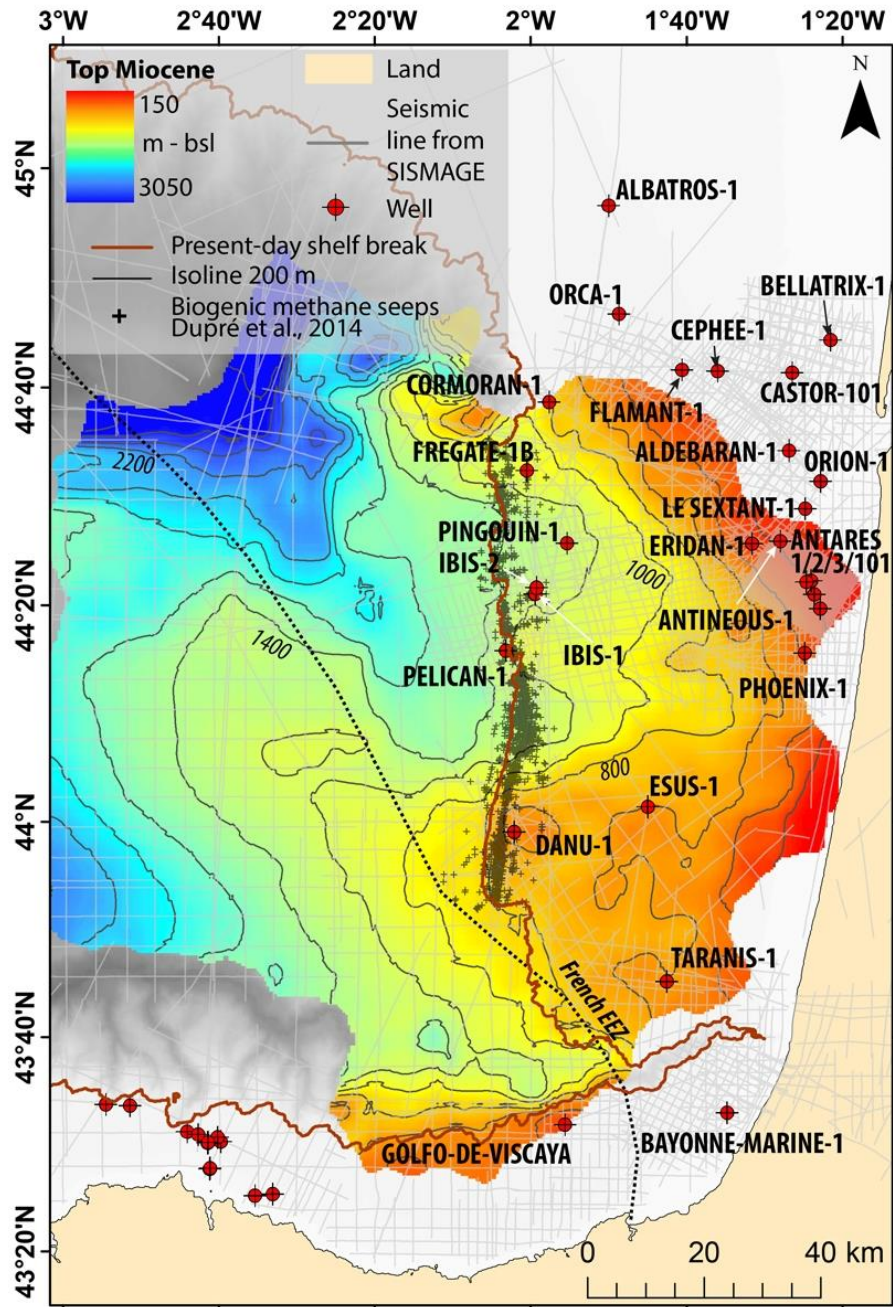 3°W 2°40'W 2°20'W 2°W 1°40'W 1°20'W
Top Miocene
150
m - bsl
3050
Land
Seismic
line from
SISMAGE
Well
Present-day shelf break
Isoline 200 m
Biogenic methane seeps
Dupré et al., 2014
N
45°N
44°40'N
44°20'N
44°N
43°40'N
43°20'N
ALBATROS-1
ORCA-1
BELLATRIX-1
CEPHEE-1
CORMORAN-1
FLAMANT-1
CASTOR-101
ALDEBARAN-1
FREGATE-1B
ORION-1
2200
LE SEXTANT-1
PINGOUIN-1
ERIDAN-1
ANTARES
1/2/3/101
IBIS-2
1000
ANTINEOUS-1
1400
IBIS-1
PELICAN-1
PHOENIX-1
800
ESUS-1
DANU-1
TARANIS-1
French EEZ
GOLFO-DE-VISCAYA
BAYONNE-MARINE-1
0 20 40 km